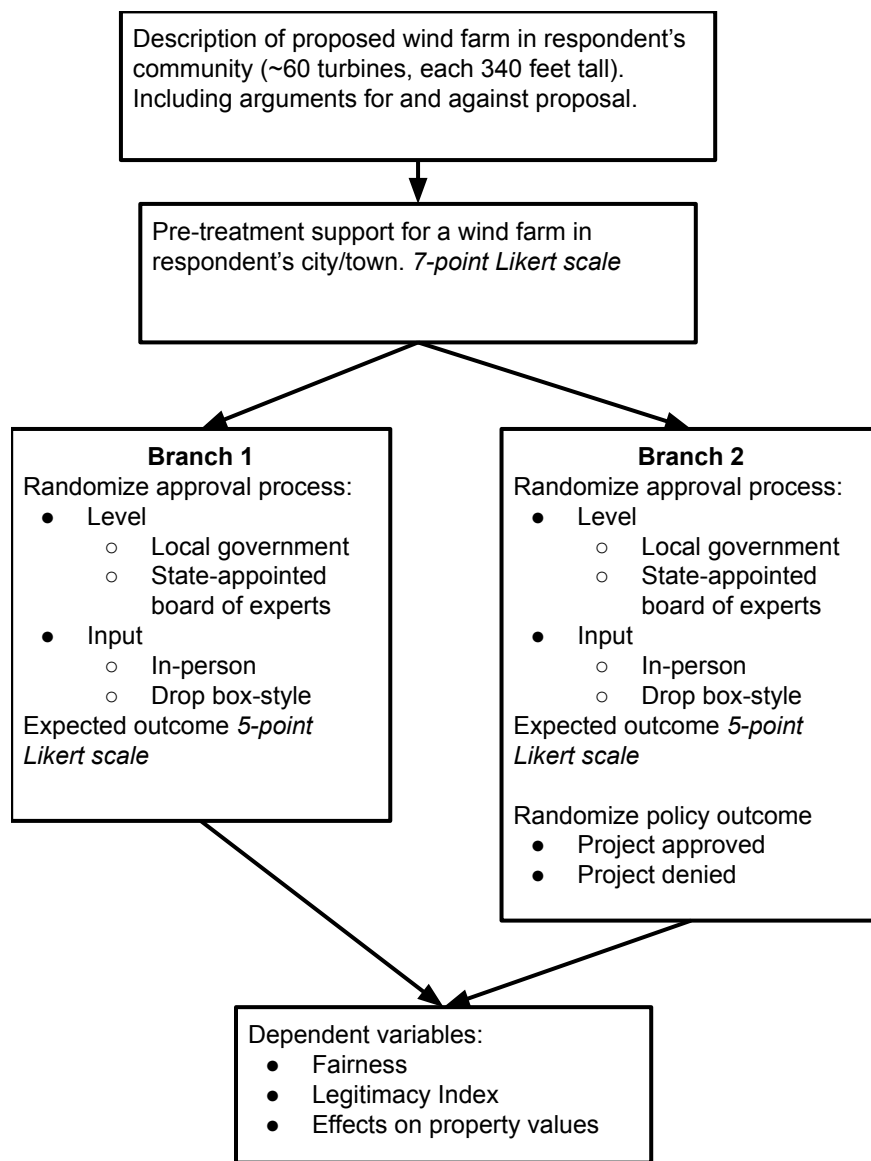 Description of proposed wind farm in respondent's
community (~60 turbines, each 340 feet tall).
Including arguments for and against proposal.
Pre-treatment support for a wind farm in
respondent's city/town. 7-point Likert scale
Branch 1
Randomize approval process:
● Level
○ Local government
○ State-appointed
board of experts
● Input
○ In-person
○ Drop box-style
Expected outcome 5-point
Likert scale
Branch 2
Randomize approval process:
● Level
○ Local government
○ State-appointed
board of experts
● Input
○ In-person
○ Drop box-style
Expected outcome 5-point
Likert scale
Randomize policy outcome
● Project approved
● Project denied
Dependent variables:
● Fairness
● Legitimacy Index
● Effects on property values